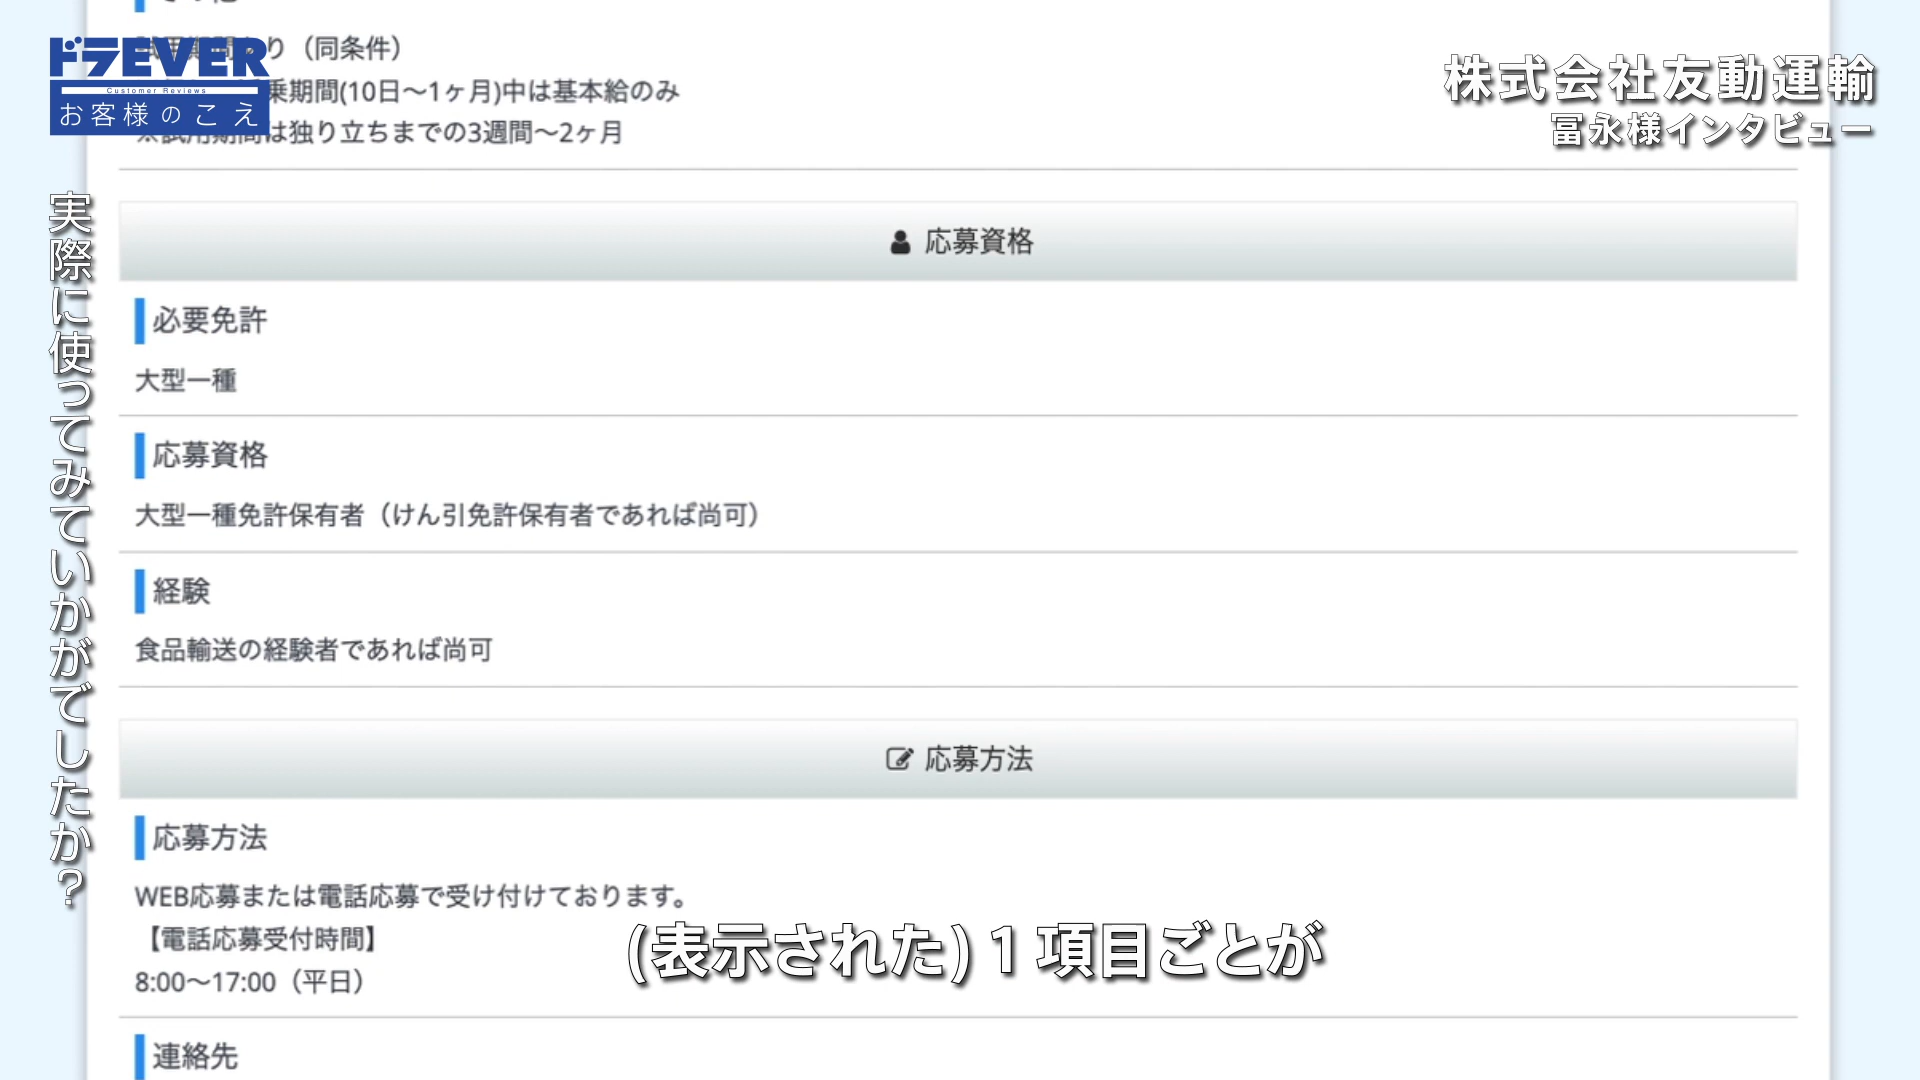 ドラEVER
Customer Reviews
お客様のこえ
株式会社友動運輸
冨永様インタビュー
実際に使ってみていかがでしたか?
り（同条件）
乗期間(10日〜1ヶ月)中は基本給のみ
※試用期間は独り立ちまでの3週間〜2ヶ月
応募資格
必要免許
大型一種
応募資格
大型一種免許保有者（けん引免許保有者であれば尚可）
経験
食品輸送の経験者であれば尚可
応募方法
応募方法
WEB応募または電話応募で受け付けております。
【電話応募受付時間】
8:00〜17:00（平日）
連絡先
(表示された)１項目ごとが